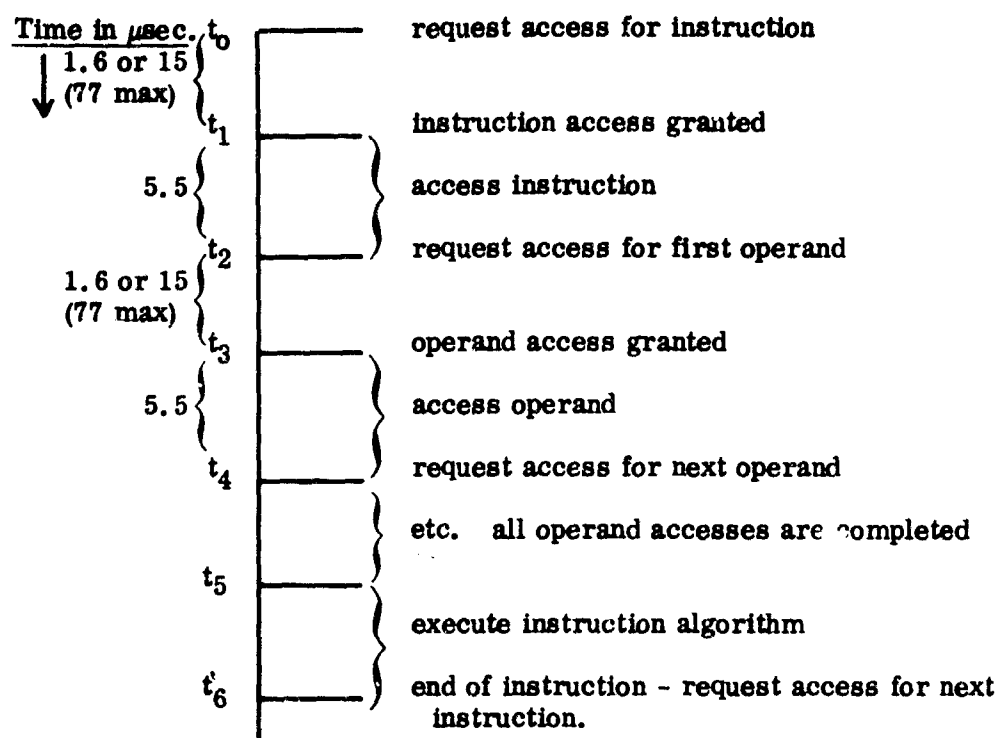 Time in μsec. t₀ request access for instruction
1.6 or 15
(77 max)
t₁ instruction access granted
5.5 access instruction
t₂ request access for first operand
1.6 or 15
(77 max)
t₃ operand access granted
5.5 access operand
t₄ request access for next operand
etc. all operand accesses are completed
t₅
execute instruction algorithm
t₆ end of instruction - request access for next
instruction.